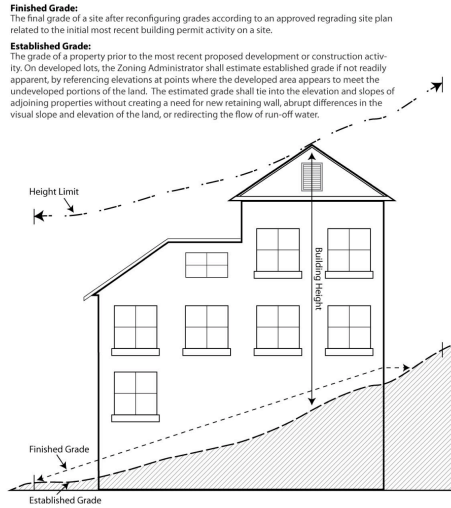 Finished Grade:
The final grade of a site after reconfiguring grades according to an approved regrading site plan
related to the initial most recent building permit activity on a site.
Established Grade:
The grade of a property prior to the most recent proposed development or construction activ-
ity. On developed lots, the Zoning Administrator shall estimate established grade if not readily
apparent, by referencing elevations at points where the developed area appears to meet the
undeveloped portions of the land. The estimated grade shall tie into the elevation and slopes of
adjoining properties without creating a need for new retaining wall, abrupt differences in the
visual slope and elevation of the land, or redirecting the flow of run-off water.
Height Limit
Building Height
Finished Grade
Established Grade